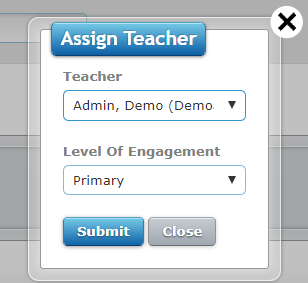 Assign Teacher
Teacher
Admin, Demo (Demo
Level Of Engagement
Primary
Submit Close